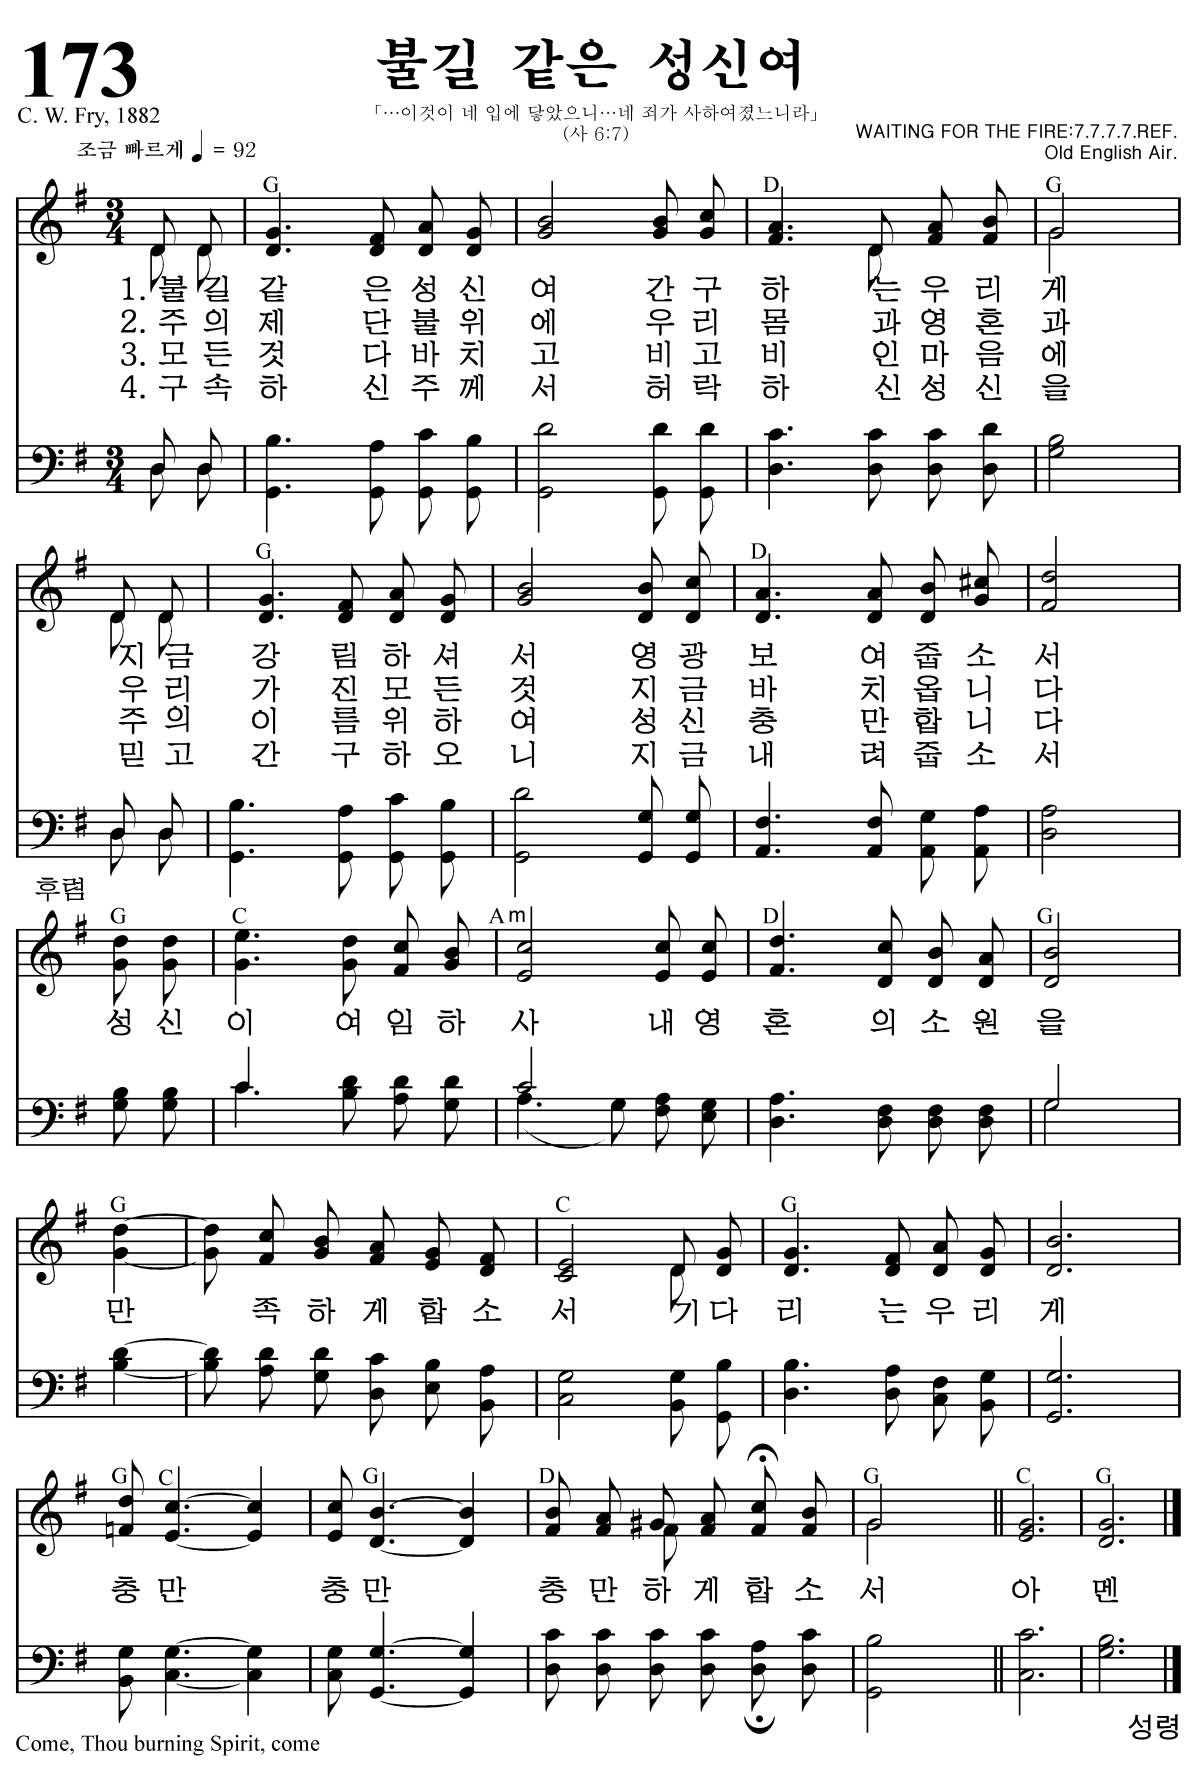 173
불길 같은 성신여
C. W. Fry, 1882
「…이것이 네 입에 닿았으니…네 죄가 사하여졌느니라」
(사 6:7)
WAITING FOR THE FIRE:7.7.7.7.REF.
Old English Air.
조금 빠르게 ♩ = 92
G D G
3 4
1. 불 길 같 은 성 신 여 간 구 하 는 우 리 게
2. 주 의 제 단 불 위 에 우 리 몸 과 영 혼 과
3. 모 든 것 다 바 치 고 비 고 비 인 마 음 에
4. 구 속 하 신 주 께 서 허 락 하 신 성 신 을
3 4
G D
지 금 강 림 하 셔 서 영 광 보 여 줍 소 서
우 리 가 진 모 든 것 지 금 바 치 옵 니 다
주 의 이 름 위 하 여 성 신 충 만 합 니 다
믿 고 간 구 하 오 니 지 금 내 려 줍 소 서
후렴
G C Am D G
성 신 이 여 임 하 사 내 영 혼 의 소 원 을
G C G
만 족 하 게 합 소 서 기 다 리 는 우 리 게
G C G D G C G
충 만 충 만 충 만 하 게 합 소 서 아 멘
성령
Come, Thou burning Spirit, come